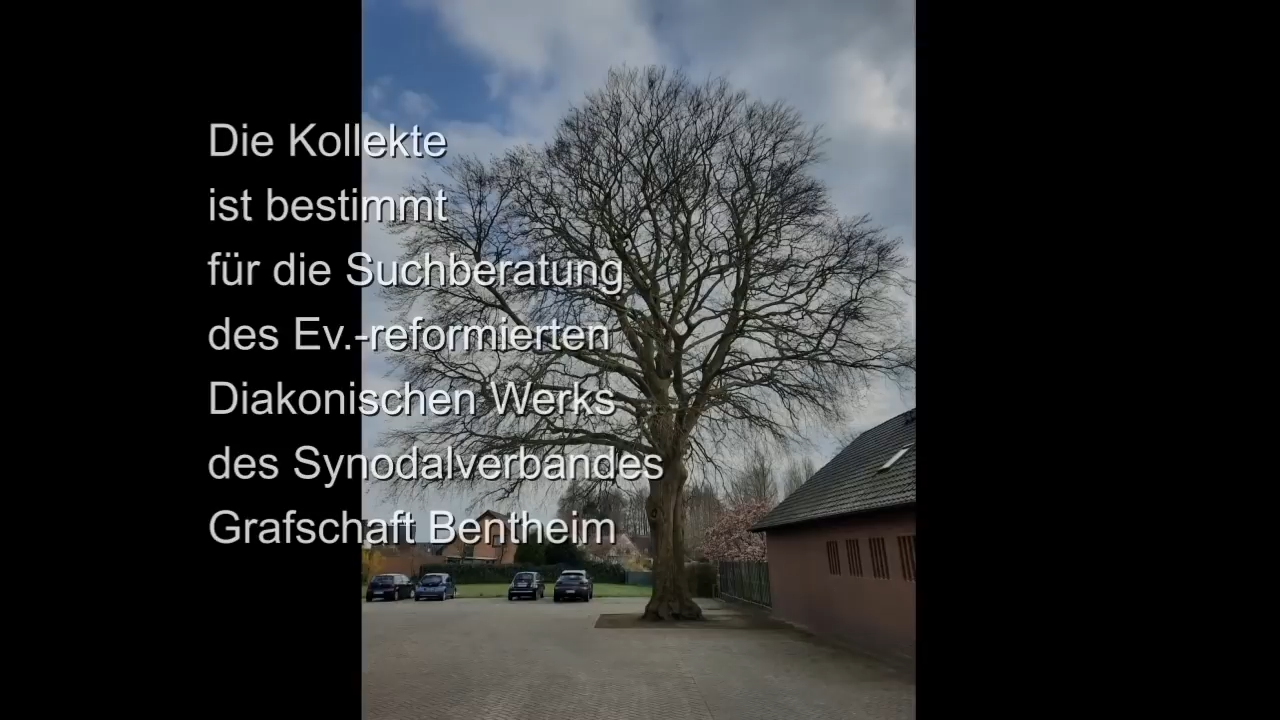 Die Kollekte
ist bestimmt
für die Suchberatung
des Ev.-reformierten
Diakonischen Werks
des Synodalverbandes
Grafschaft Bentheim